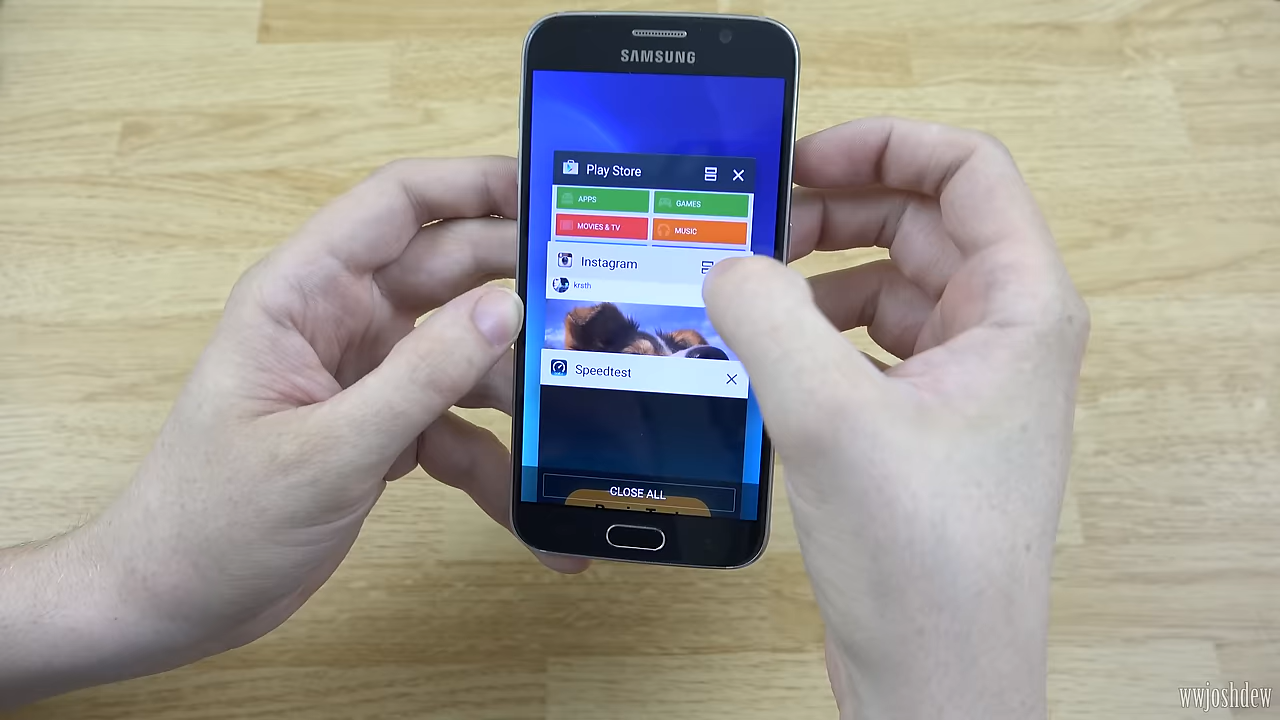 SAMSUNG
Play Store
APPS
GAMES
MOVIES & TV
MUSIC
Instagram
krsth
Speedtest
CLOSE ALL
wwjoshdew